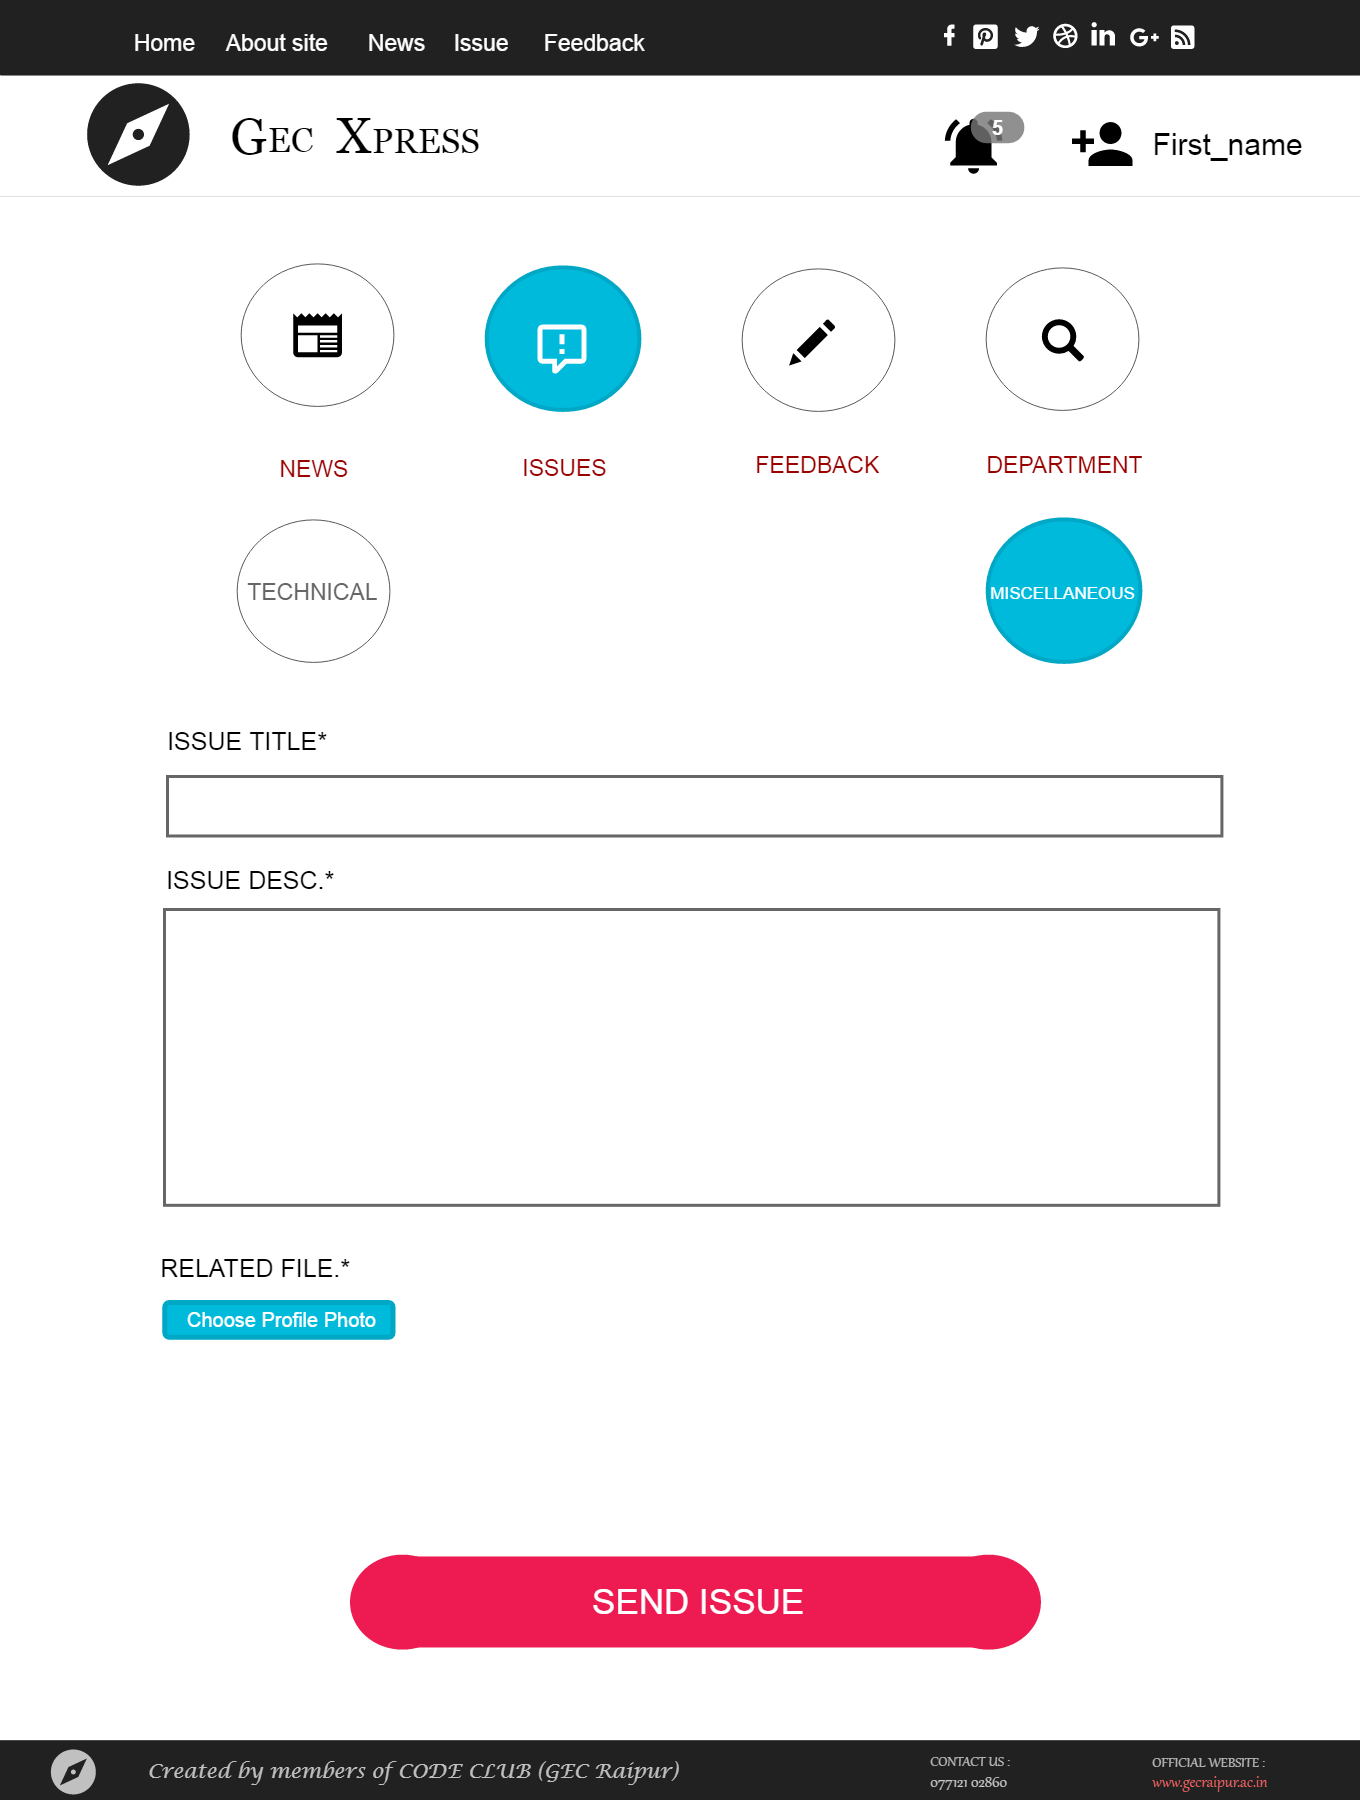 Home About site News Issue Feedback
Gec Xpress
5
First_name
NEWS ISSUES FEEDBACK DEPARTMENT
TECHNICAL MISCELLANEOUS
ISSUE TITLE*
ISSUE DESC.*
RELATED FILE.*
Choose Profile Photo
SEND ISSUE
Created by members of CODE CLUB (GEC Raipur)
CONTACT US :
077121 02860
OFFICIAL WEBSITE :
www.gecraipur.ac.in